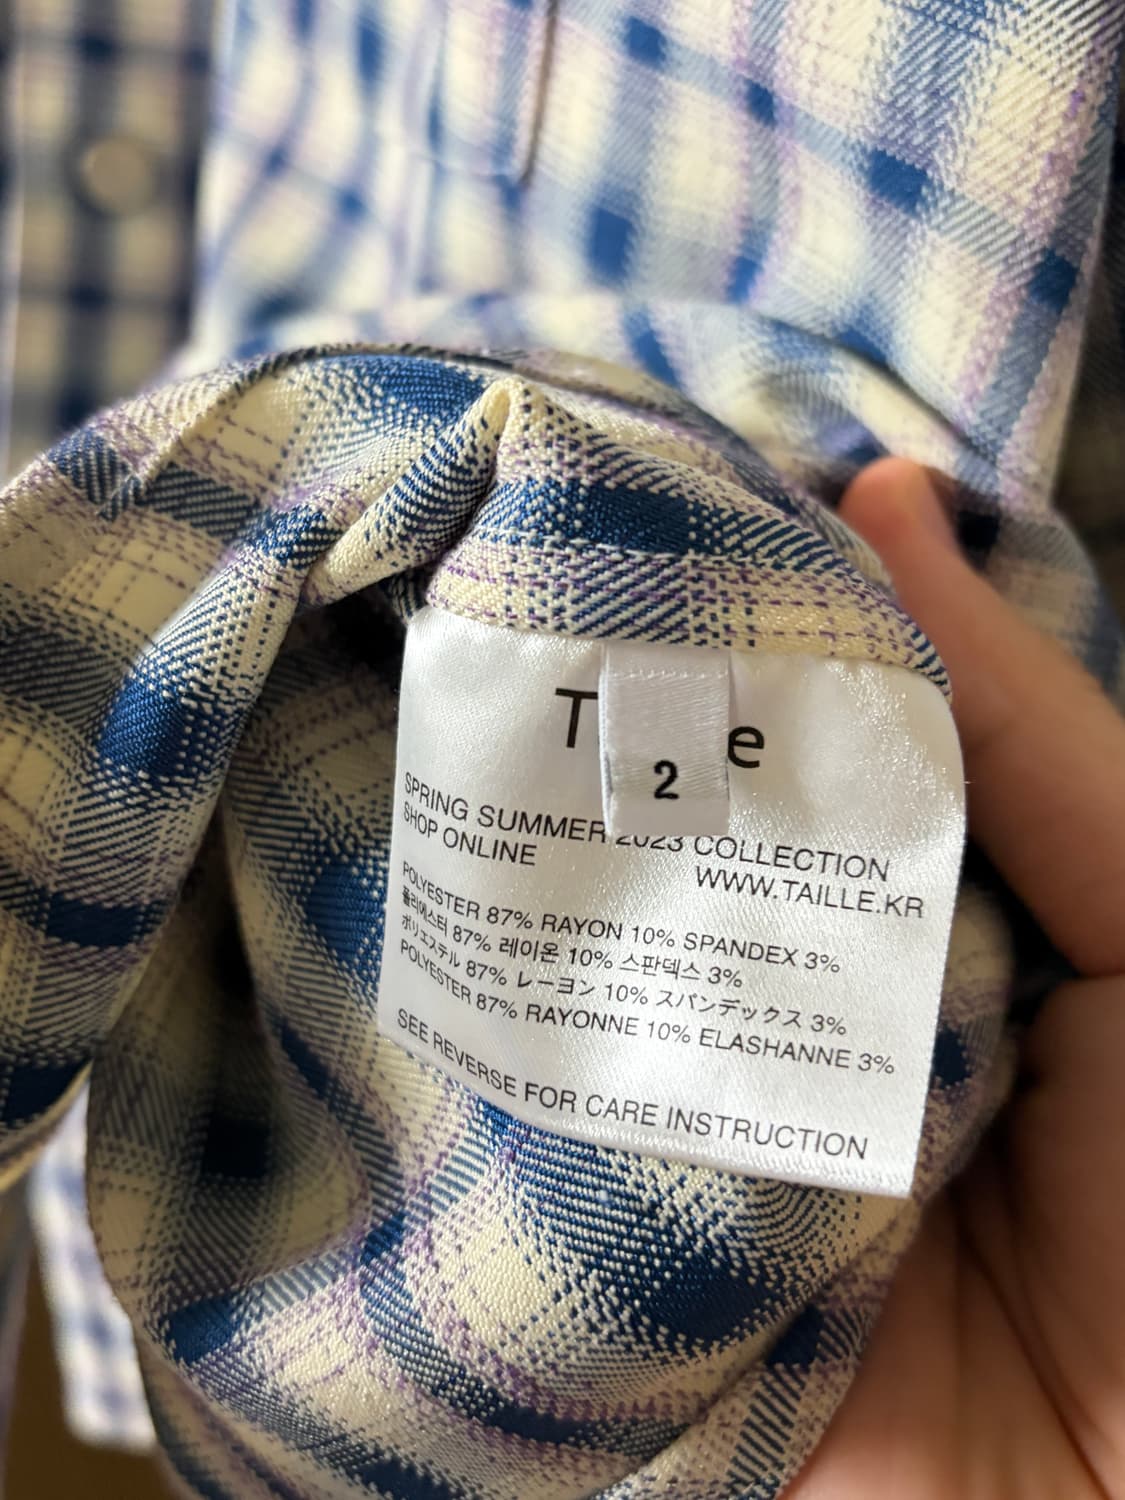 T e
2
SPRING SUMMER 2023 COLLECTION
SHOP ONLINE WWW.TAILLE.KR
POLYESTER 87% RAYON 10% SPANDEX 3%
폴리에스터 87% 레이온 10% 스판덱스 3%
ポリエステル 87% レーヨン 10% スパンデックス 3%
POLYESTER 87% RAYONNE 10% ELASHANNE 3%
SEE REVERSE FOR CARE INSTRUCTION